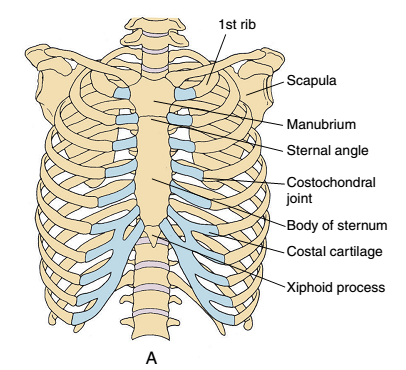 1st rib
Scapula
Manubrium
Sternal angle
Costochondral
joint
Body of sternum
Costal cartilage
Xiphoid process
A